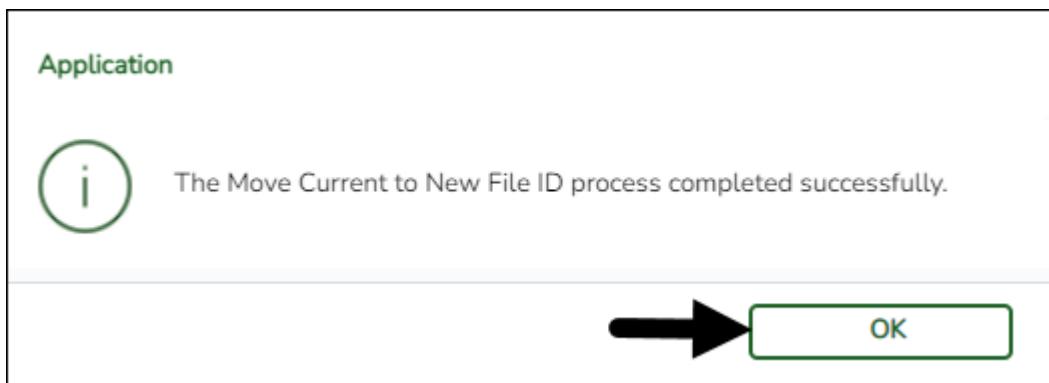 Application
The Move Current to New File ID process completed successfully.
OK